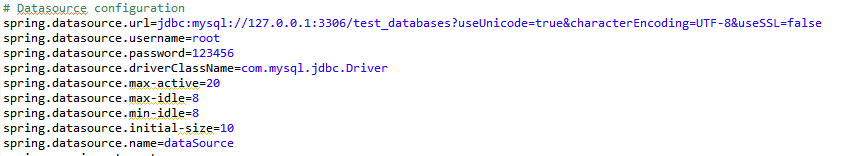 # Datasource configuration
spring.datasource.url=jdbc:mysql://127.0.0.1:3306/test_databases?useUnicode=true&characterEncoding=UTF-8&useSSL=false
spring.datasource.username=root
spring.datasource.password=123456
spring.datasource.driverClassName=com.mysql.jdbc.Driver
spring.datasource.max-active=20
spring.datasource.max-idle=8
spring.datasource.min-idle=8
spring.datasource.initial-size=10
spring.datasource.name=dataSource